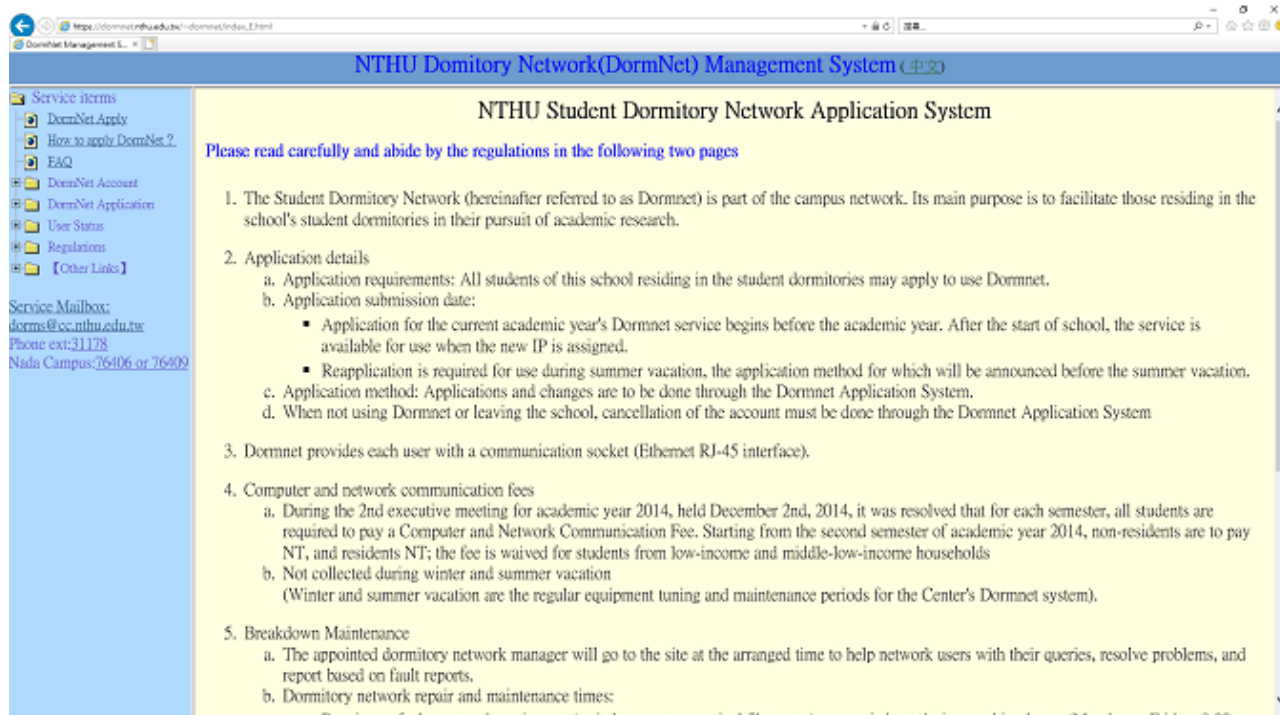 https://dormnet.nthu.edu.tw/~dormnet/index_E.html
搜尋...
DormNet Management S...
NTHU Domitory Network(DormNet) Management System (中文)
Service iterms
DormNet Apply
How to apply DormNet ?
FAQ
DormNet Account
DormNet Application
User Status
Regulations
【Other Links】
Service Mailbox:
dorms@cc.nthu.edu.tw
Phone ext:31178
Nada Campus:76406 or 76409
NTHU Student Dormitory Network Application System
Please read carefully and abide by the regulations in the following two pages
1. The Student Dormitory Network (hereinafter referred to as Dormnet) is part of the campus network. Its main purpose is to facilitate those residing in the
school's student dormitories in their pursuit of academic research.
2. Application details
a. Application requirements: All students of this school residing in the student dormitories may apply to use Dormnet.
b. Application submission date:
▪ Application for the current academic year's Dormnet service begins before the academic year. After the start of school, the service is
available for use when the new IP is assigned.
▪ Reapplication is required for use during summer vacation, the application method for which will be announced before the summer vacation.
c. Application method: Applications and changes are to be done through the Dormnet Application System.
d. When not using Dormnet or leaving the school, cancellation of the account must be done through the Dormnet Application System
3. Dormnet provides each user with a communication socket (Ethernet RJ-45 interface).
4. Computer and network communication fees
a. During the 2nd executive meeting for academic year 2014, held December 2nd, 2014, it was resolved that for each semester, all students are
required to pay a Computer and Network Communication Fee. Starting from the second semester of academic year 2014, non-residents are to pay
NT, and residents NT; the fee is waived for students from low-income and middle-low-income households
b. Not collected during winter and summer vacation
(Winter and summer vacation are the regular equipment tuning and maintenance periods for the Center's Dormnet system).
5. Breakdown Maintenance
a. The appointed dormitory network manager will go to the site at the arranged time to help network users with their queries, resolve problems, and
report based on fault reports.
b. Dormitory network repair and maintenance times: